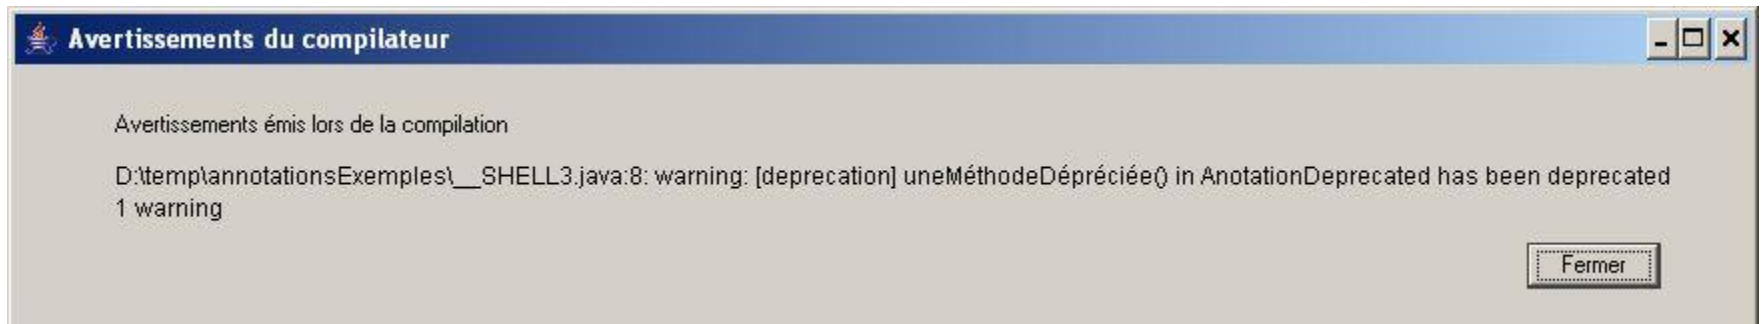 Avertissements du compilateur
Avertissements émis lors de la compilation
D:\temp\annotationsExemples\__SHELL3.java:8: warning: [deprecation] uneMéthodeDépréciée() in AnotationDeprecated has been deprecated
1 warning
Fermer